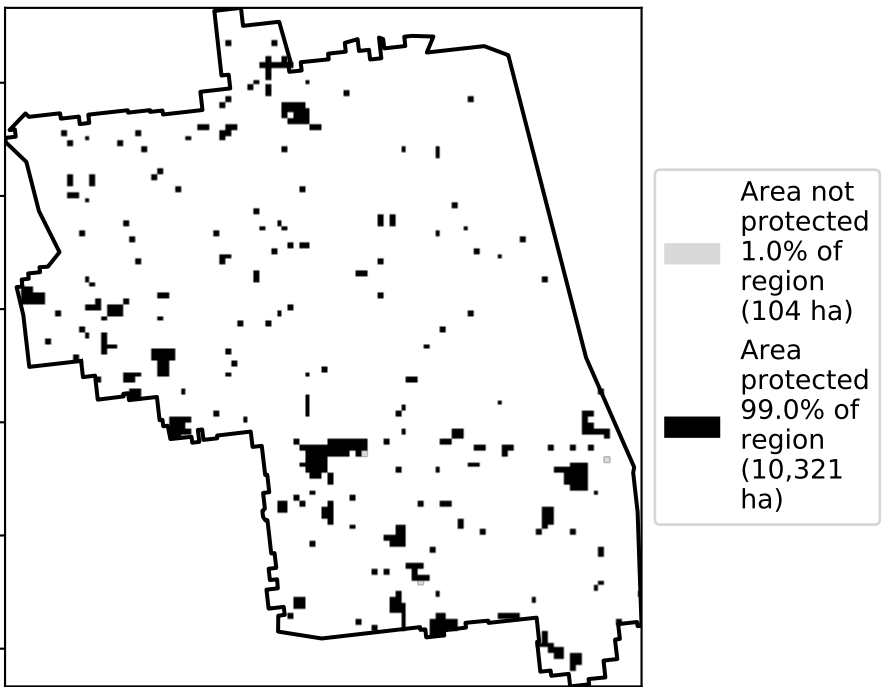 Area not
protected
1.0% of
region
(104 ha)
Area
protected
99.0% of
region
(10,321
ha)